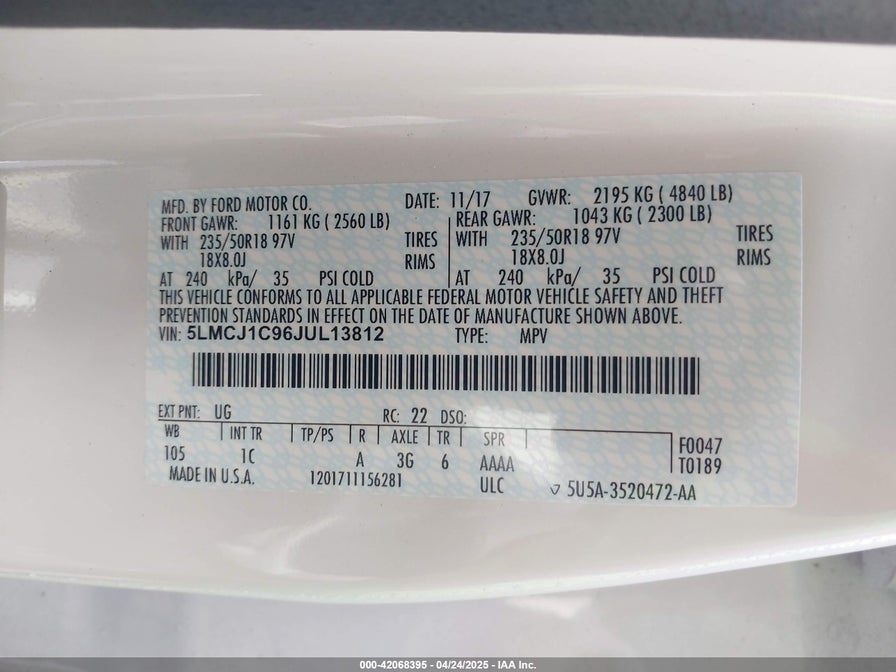 MFD. BY FORD MOTOR CO. DATE: 11/17 GVWR: 2195 KG ( 4840 LB)
FRONT GAWR: 1161 KG ( 2560 LB) REAR GAWR: 1043 KG ( 2300 LB)
WITH 235/50R18 97V TIRES WITH 235/50R18 97V TIRES
18X8.0J RIMS 18X8.0J RIMS
AT 240 kPa/ 35 PSI COLD AT 240 kPa/ 35 PSI COLD
THIS VEHICLE CONFORMS TO ALL APPLICABLE FEDERAL MOTOR VEHICLE SAFETY AND THEFT
PREVENTION STANDARDS IN EFFECT ON THE DATE OF MANUFACTURE SHOWN ABOVE.
VIN: 5LMCJ1C96JUL13812 TYPE: MPV
EXT PNT: UG RC: 22 DSO:
WB INT TR TP/PS R AXLE TR SPR F0047
105 1C A 3G 6 AAAA T0189
MADE IN U.S.A. 1201711156281 ULC 5U5A-3520472-AA
000-42068395 - 04/24/2025 - IAA Inc.